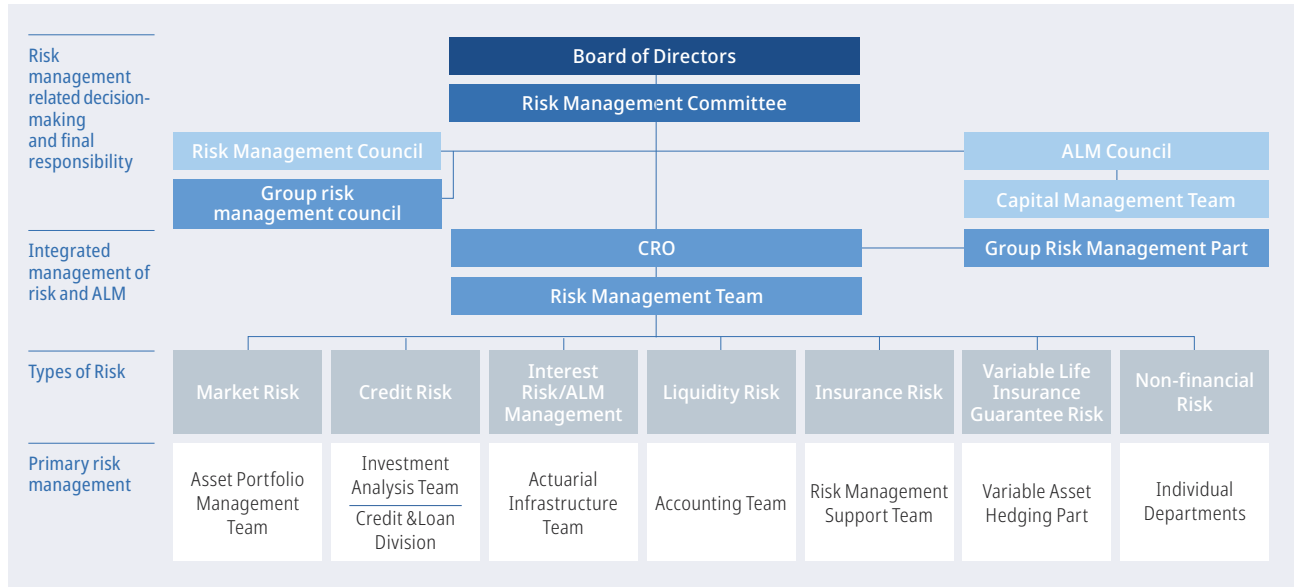 Risk
management
related decision-
making
and final
responsibility
Board of Directors
Risk Management Committee
Risk Management Council
ALM Council
Group risk
management council
Capital Management Team
Integrated
management of
risk and ALM
CRO
Group Risk Management Part
Risk Management Team
Types of Risk
Market Risk
Credit Risk
Interest
Risk/ALM
Management
Liquidity Risk
Insurance Risk
Variable Life
Insurance
Guarantee Risk
Non-financial
Risk
Primary risk
management
Asset Portfolio
Management
Team
Investment
Analysis Team
Credit &Loan
Division
Actuarial
Infrastructure
Team
Accounting Team
Risk Management
Support Team
Variable Asset
Hedging Part
Individual
Departments